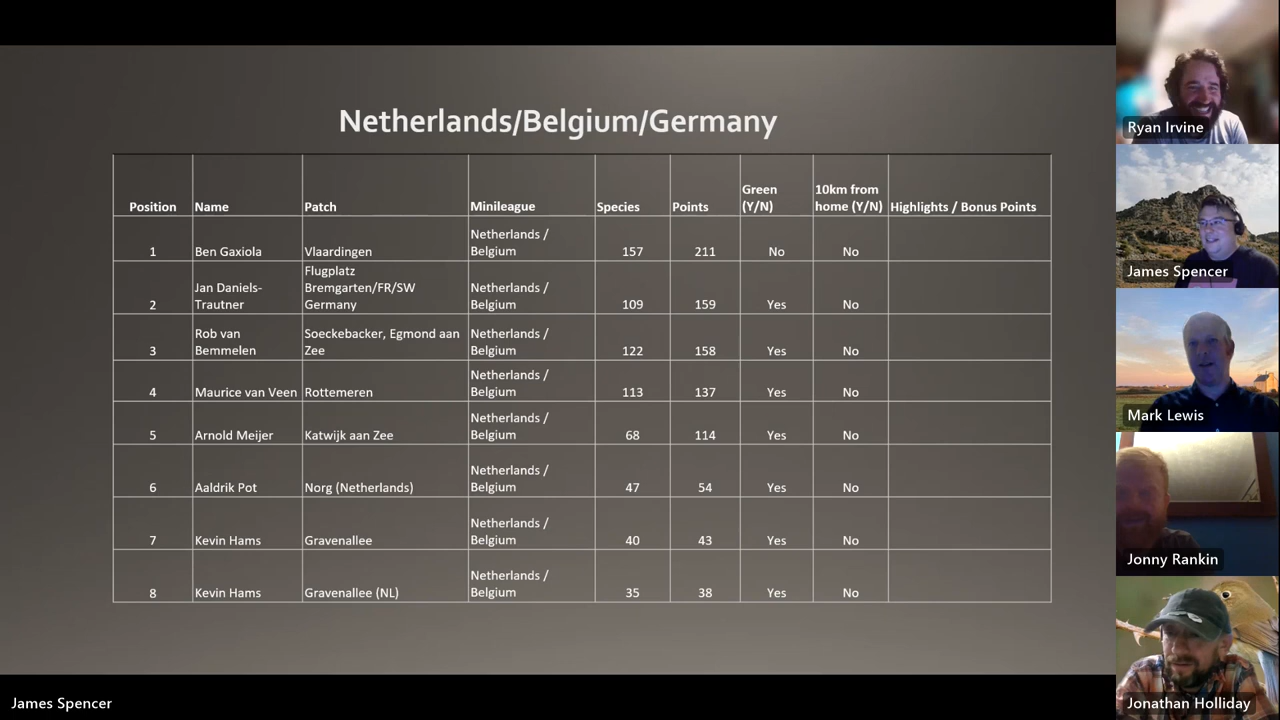 Netherlands/Belgium/Germany
Position Name Patch Minileague Species Points Green (Y/N) 10km from home (Y/N) Highlights / Bonus Points
1 Ben Gaxiola Vlaardingen Netherlands / Belgium 157 211 No No
2 Jan Daniels-Trautner Flugplatz Bremgarten/FR/SW Germany Netherlands / Belgium 109 159 Yes No
3 Rob van Bemmelen Soeckebacker, Egmond aan Zee Netherlands / Belgium 122 158 Yes No
4 Maurice van Veen Rottemeren Netherlands / Belgium 113 137 Yes No
5 Arnold Meijer Katwijk aan Zee Netherlands / Belgium 68 114 Yes No
6 Aaldrik Pot Norg (Netherlands) Netherlands / Belgium 47 54 Yes No
7 Kevin Hams Gravenallee Netherlands / Belgium 40 43 Yes No
8 Kevin Hams Gravenallee (NL) Netherlands / Belgium 35 38 Yes No
Ryan Irvine
James Spencer
Mark Lewis
Jonny Rankin
Jonathan Holliday
James Spencer